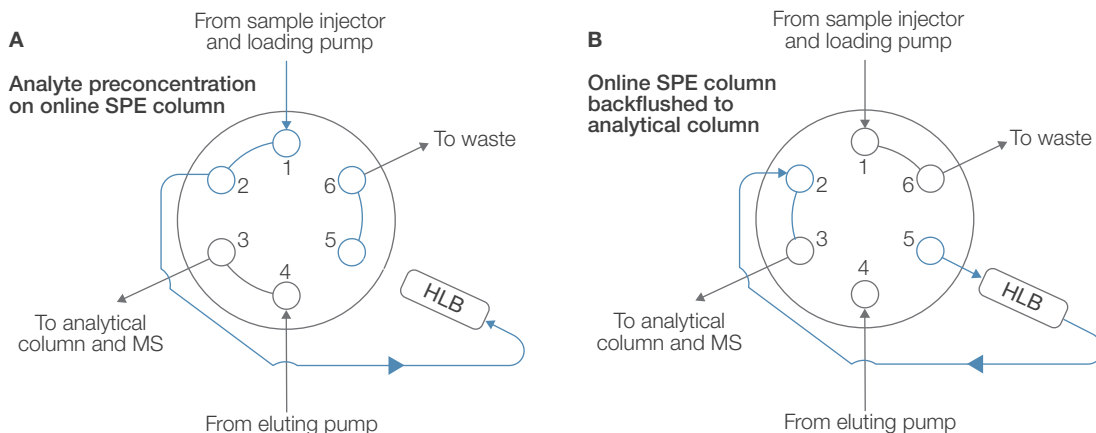 A
From sample injector
and loading pump
Analyte preconcentration
on online SPE column
To waste
1
2
6
3
5
4
HLB
To analytical
column and MS
From eluting pump
B
From sample injector
and loading pump
Online SPE column
backflushed to
analytical column
To waste
1
2
6
3
5
4
HLB
To analytical
column and MS
From eluting pump